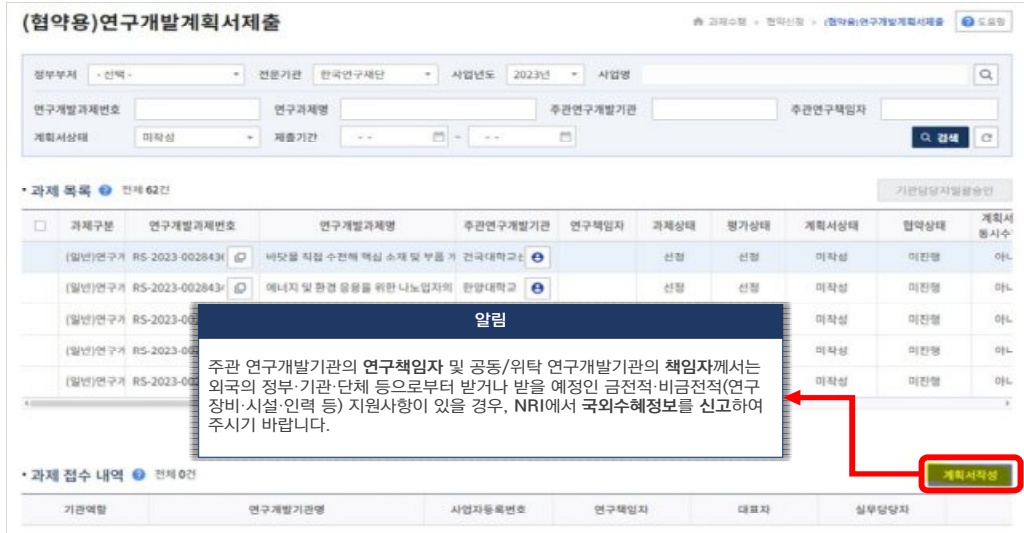 (협약용)연구개발계획서제출
과제수행 > 협약신청 > (협약용)연구개발계획서제출 도움말
정부부처 - 선택 - 전문기관 한국연구재단 사업년도 2023년 사업명
연구개발과제번호 연구과제명 주관연구개발기관 주관연구책임자
계획서상태 미작성 제출기간 - - ~ - - 검색
• 과제 목록 전체 62건 기관담당자일괄승인
과제구분 연구개발과제번호 연구개발과제명 주관연구개발기관 연구책임자 과제상태 평가상태 계획서상태 협약상태 계획서
동시수
(일반)연구개 RS-2023-0028430 바닷물 직접 수전해 핵심 소재 및 부품 개 건국대학교 선정 선정 미작성 미진행 아니
(일반)연구개 RS-2023-002843 에너지 및 환경 응용을 위한 나노입자의 한양대학교 선정 선정 미작성 미진행 아니
(일반)연구개 RS-2023-00 미작성 미진행 아니
(일반)연구개 RS-2023-00 미작성 미진행 아니
(일반)연구개 RS-2023-00 미작성 미진행 아니
알림
주관 연구개발기관의 연구책임자 및 공동/위탁 연구개발기관의 책임자께서는
외국의 정부·기관·단체 등으로부터 받거나 받을 예정인 금전적·비금전적(연구
장비·시설·인력 등) 지원사항이 있을 경우, NRI에서 국외수혜정보를 신고하여
주시기 바랍니다.
• 과제 접수 내역 전체 0건 계획서작성
기관역할 연구개발기관명 사업자등록번호 연구책임자 대표자 실무담당자